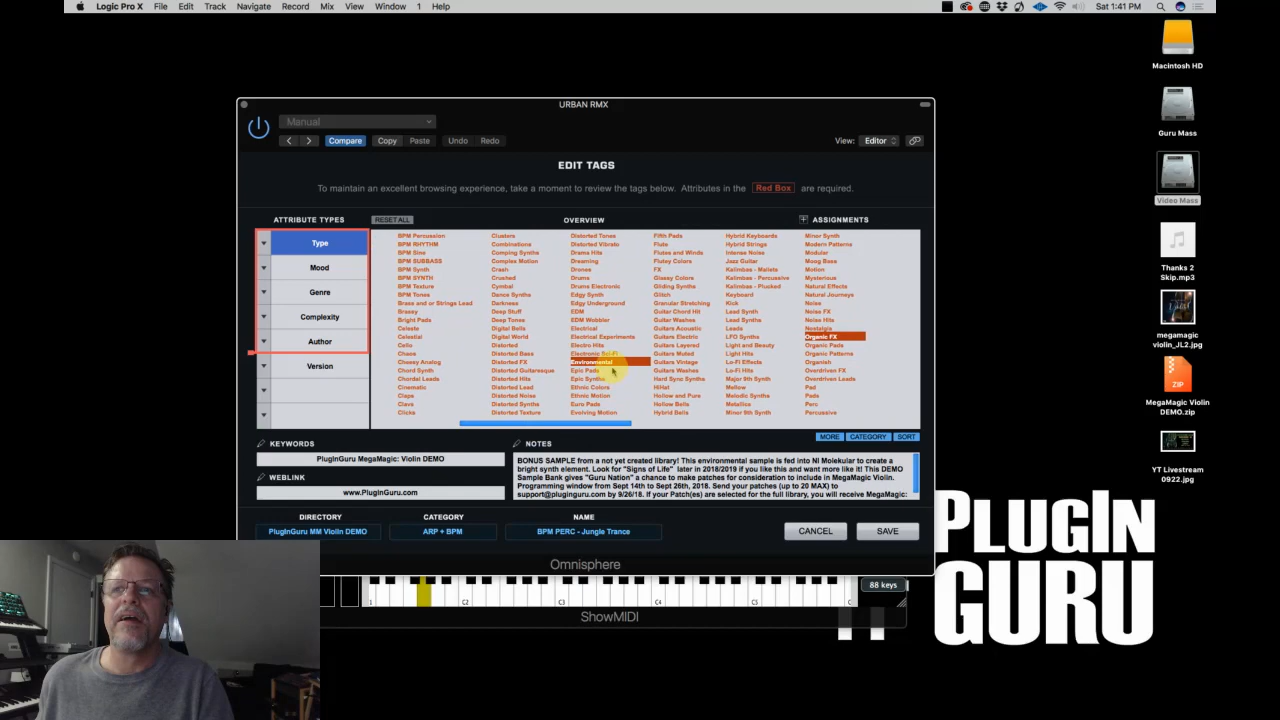 Logic Pro X File Edit Track Navigate Record Mix View Window 1 Help
Sat 1:41 PM
URBAN RMX
Manual
Compare Copy Paste Undo Redo
View: Editor
EDIT TAGS
To maintain an excellent browsing experience, take a moment to review the tags below. Attributes in the Red Box are required.
ATTRIBUTE TYPES
RESET ALL
OVERVIEW
ASSIGNMENTS
Type
Mood
Genre
Complexity
Author
Version
BPM Percussion
BPM RHYTHM
BPM Sine
BPM SUBBASS
BPM Synth
BPM SYNTH
BPM Texture
BPM Tones
Brass and or Strings Lead
Brassy
Bright Pads
Celeste
Celestial
Cello
Chaos
Cheesy Analog
Chord Synth
Chordal Leads
Cinematic
Claps
Clavs
Clicks
Clusters
Combinations
Comping Synths
Complex Motion
Crash
Crushed
Cymbal
Dance Synths
Darkness
Deep Stuff
Deep Tones
Digital Bells
Digital World
Distorted
Distorted Bass
Distorted FX
Distorted Guitaresque
Distorted Hits
Distorted Lead
Distorted Noise
Distorted Synths
Distorted Texture
Distorted Tones
Distorted Vibrato
Drama Hits
Dreaming
Drones
Drums
Drums Electronic
Edgy Synth
Edgy Underground
EDM
EDM Wobbler
Electrical
Electrical Experiments
Electro Hits
Electronic Sci-Fi
Environmental
Epic Pads
Epic Synths
Ethnic Colors
Ethnic Motion
Euro Pads
Evolving Motion
Fifth Pads
Flute
Flutes and Winds
Flutey Colors
FX
Glassy Colors
Gliding Synths
Glitch
Granular Stretching
Guitar Chord Hit
Guitar Washes
Guitars Acoustic
Guitars Electric
Guitars Layered
Guitars Muted
Guitars Vintage
Guitars Washes
Hard Sync Synths
HiHat
Hollow and Pure
Hollow Bells
Hybrid Bells
Hybrid Keyboards
Hybrid Strings
Intense Noise
Jazz Guitar
Kalimbas - Mallets
Kalimbas - Percussive
Kalimbas - Plucked
Keyboard
Kick
Lead Synth
Lead Synths
Leads
LFO Synths
Light and Beauty
Light Hits
Lo-Fi Effects
Lo-Fi Hits
Major 9th Synth
Mellow
Melodic Synths
Metallics
Minor 9th Synth
Minor Synth
Modern Patterns
Modular
Moog Bass
Motion
Mysterious
Natural Effects
Natural Journeys
Noise
Noise FX
Noise Hits
Nostalgia
Organic FX
Organic Pads
Organic Patterns
Organish
Overdriven FX
Overdriven Leads
Pad
Pads
Perc
Percussive
MORE CATEGORY SORT
KEYWORDS
PlugInGuru MegaMagic: Violin DEMO
WEBLINK
www.PlugInGuru.com
NOTES
BONUS SAMPLE from a not yet created library! This environmental sample is fed into NI Molekular to create a
bright synth element. Look for "Signs of Life" later in 2018/2019 if you like this and want more like it! This DEMO
Sample Bank gives "Guru Nation" a chance to make patches for consideration to include in MegaMagic Violin.
Programming window from Sept 14th to Sept 26th, 2018. Send your patches (up to 20 MAX) to
support@pluginguru.com by 9/26/18. If your Patch(es) are selected for the full library, you will receive MegaMagic:
DIRECTORY
CATEGORY
NAME
PlugInGuru MM Violin DEMO
ARP + BPM
BPM PERC - Jungle Trance
CANCEL
SAVE
Omnisphere
C2 C3 C4 C5
88 keys
ShowMIDI
Macintosh HD
Guru Mass
Video Mass
Thanks 2
Skip.mp3
megamagic
violin_JL2.jpg
ZIP
MegaMagic Violin
DEMO.zip
YT Livestream
0922.jpg
PLUGIN
GURU